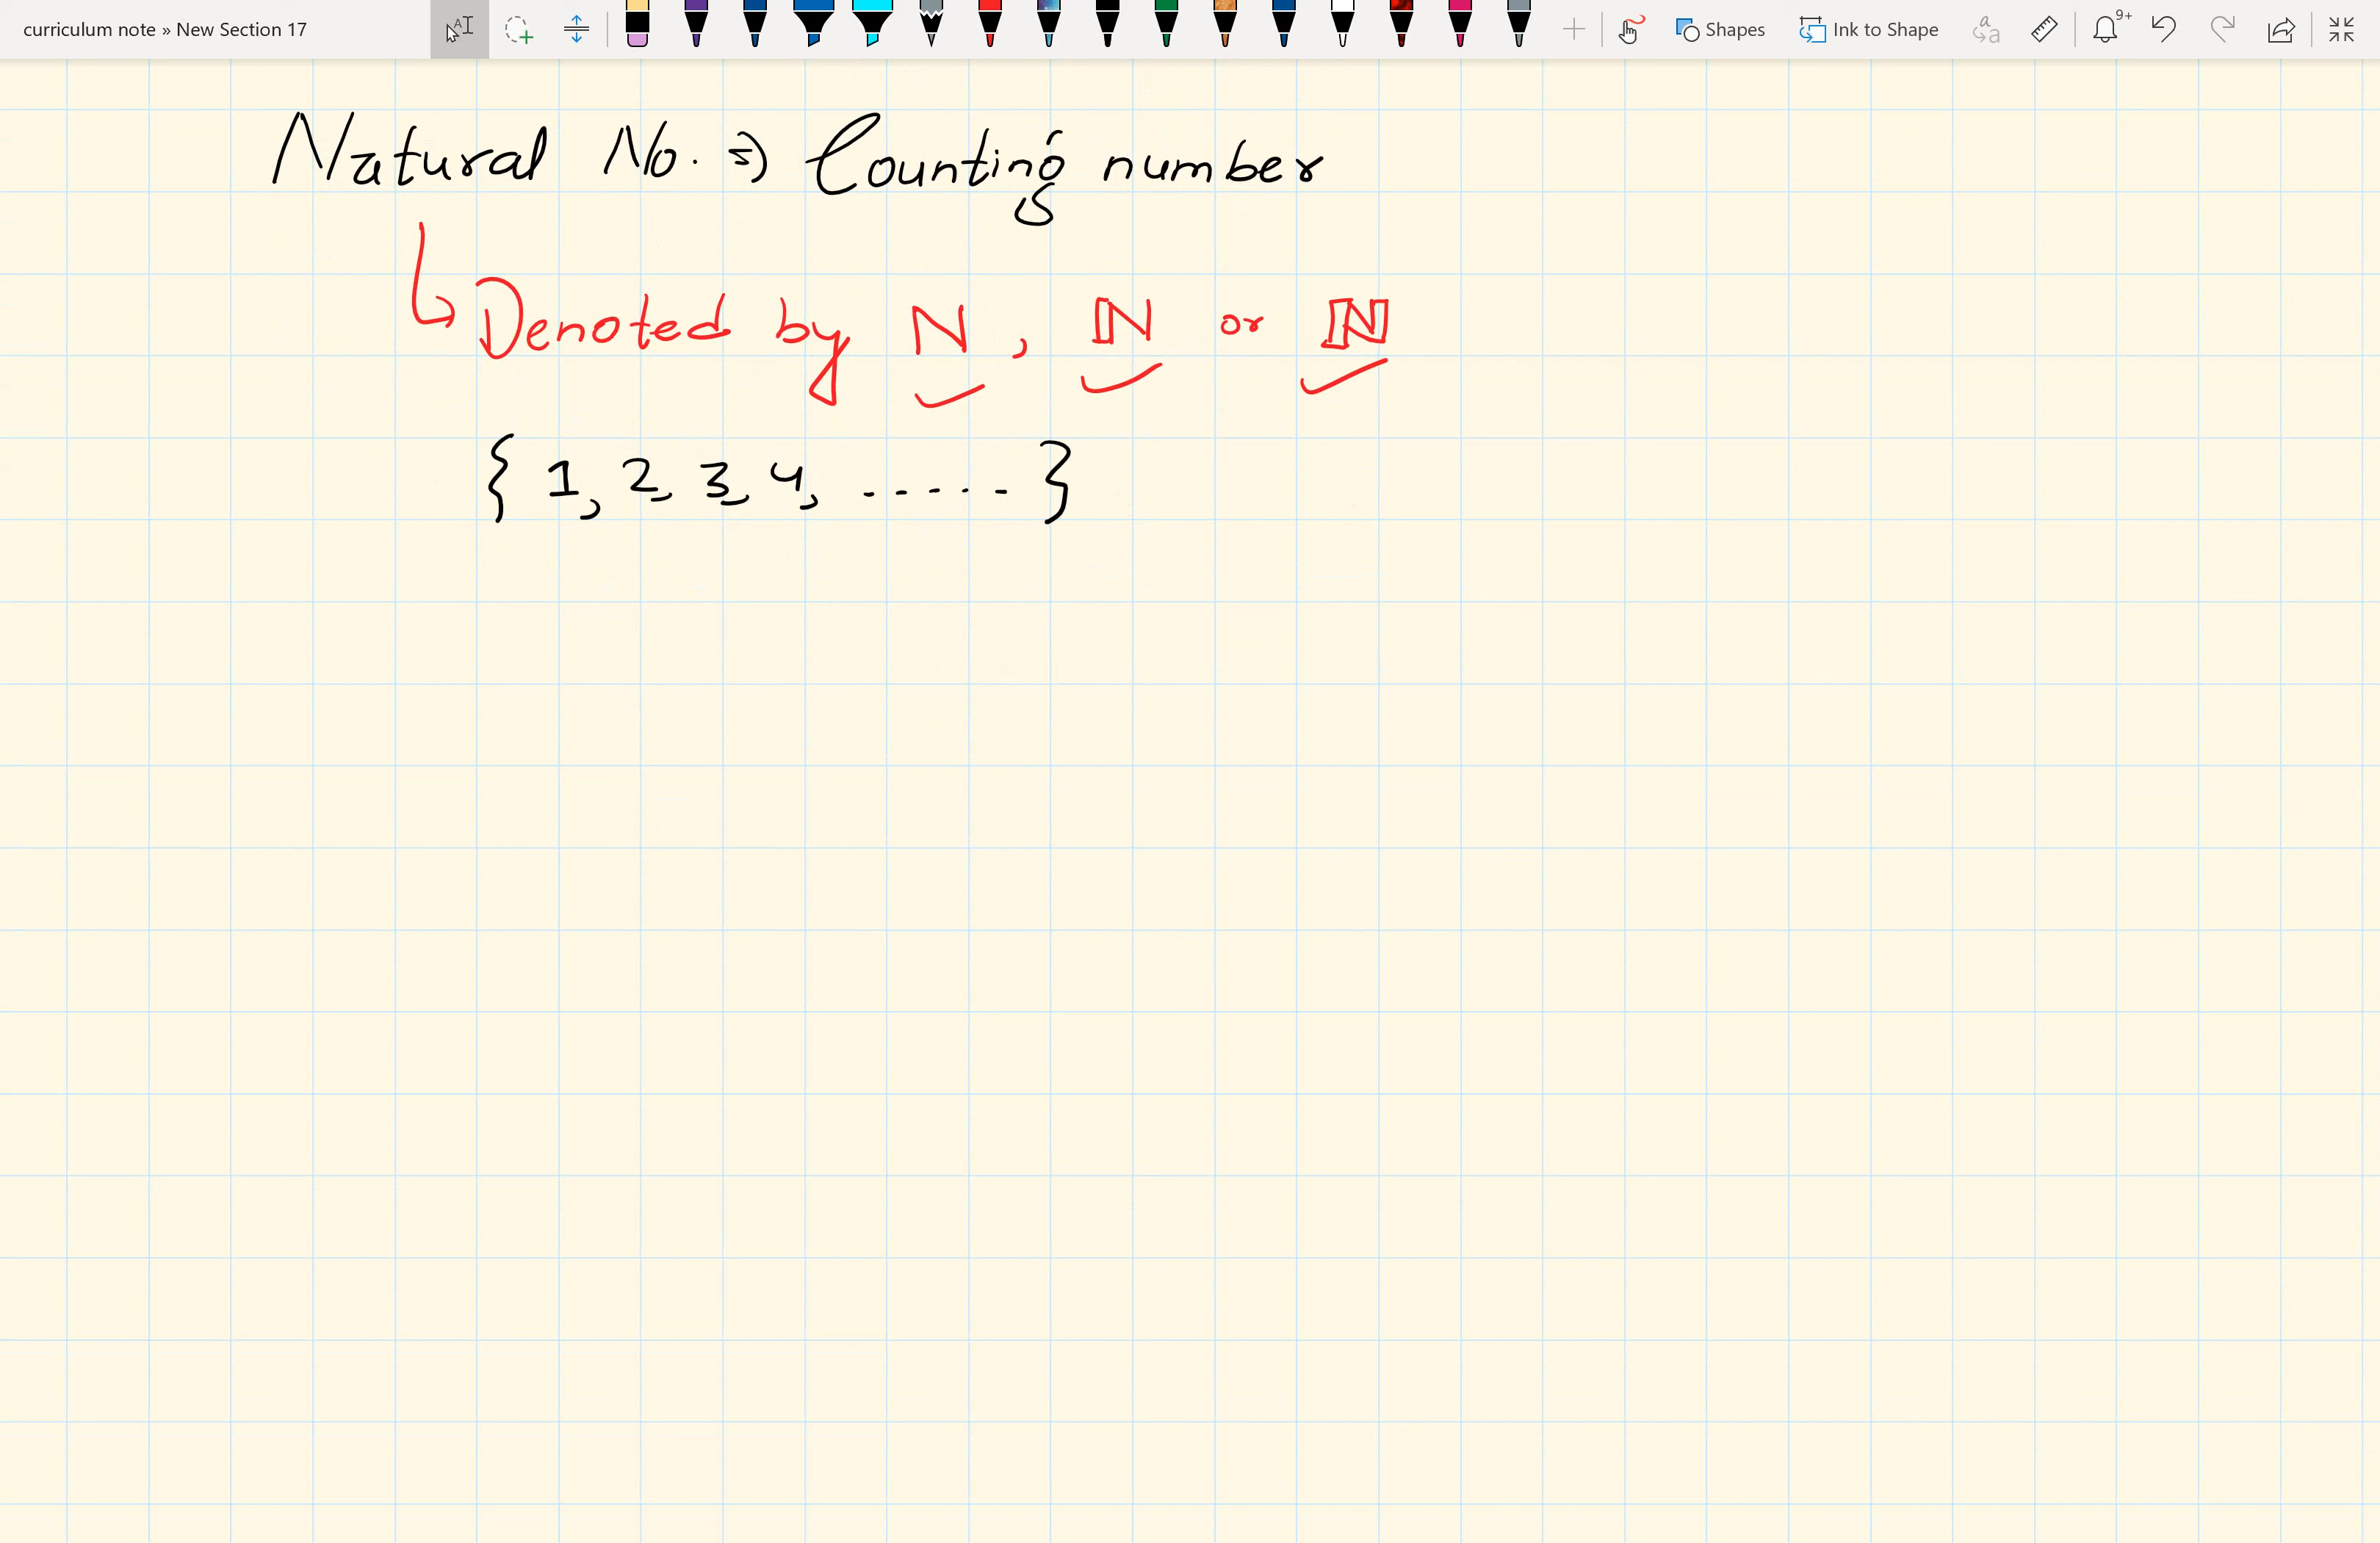 curriculum note » New Section 17
Shapes
Ink to Shape
9+
Natural No. ⇒ Counting number
↳ Denoted by N, ℕ or ℕ
{ 1, 2, 3, 4, ..... }